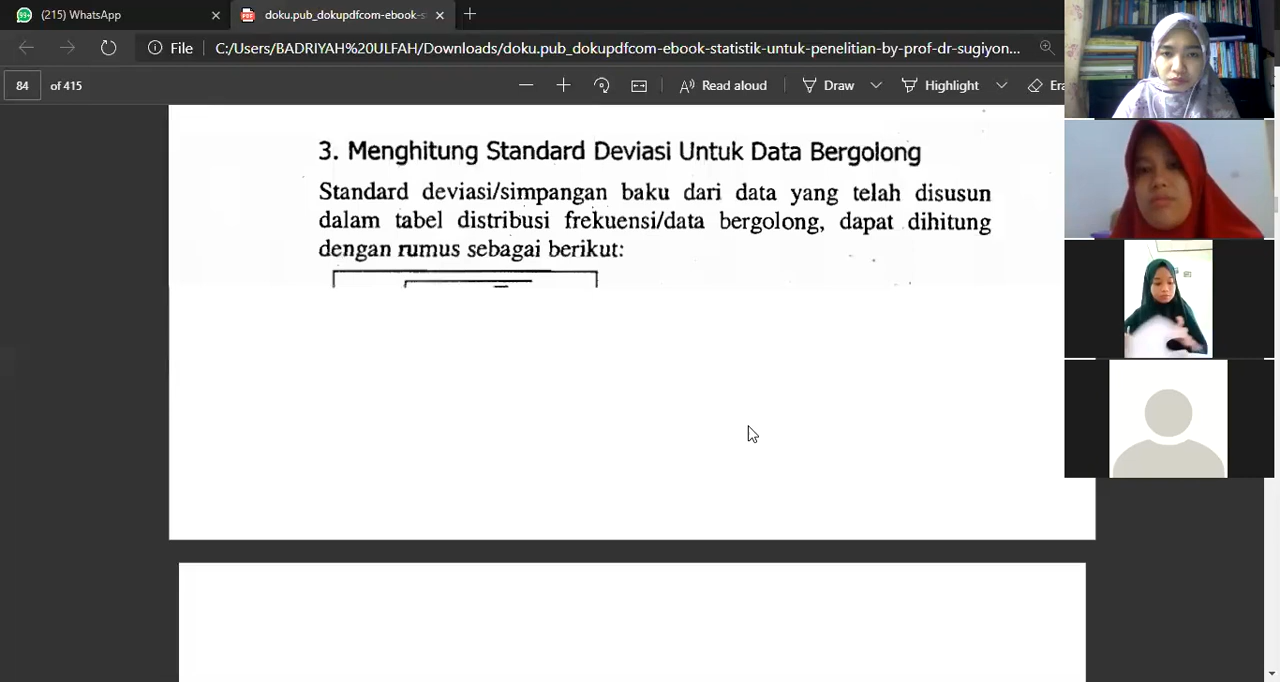 99+
(215) WhatsApp
doku.pub_dokupdfcom-ebook-s
File
C:/Users/BADRIYAH%20ULFAH/Downloads/doku.pub_dokupdfcom-ebook-statistik-untuk-penelitian-by-prof-dr-sugiyon...
84 of 415
Read aloud
Draw
Highlight
Era
3. Menghitung Standard Deviasi Untuk Data Bergolong
Standard deviasi/simpangan baku dari data yang telah disusun
dalam tabel distribusi frekuensi/data bergolong, dapat dihitung
dengan rumus sebagai berikut: